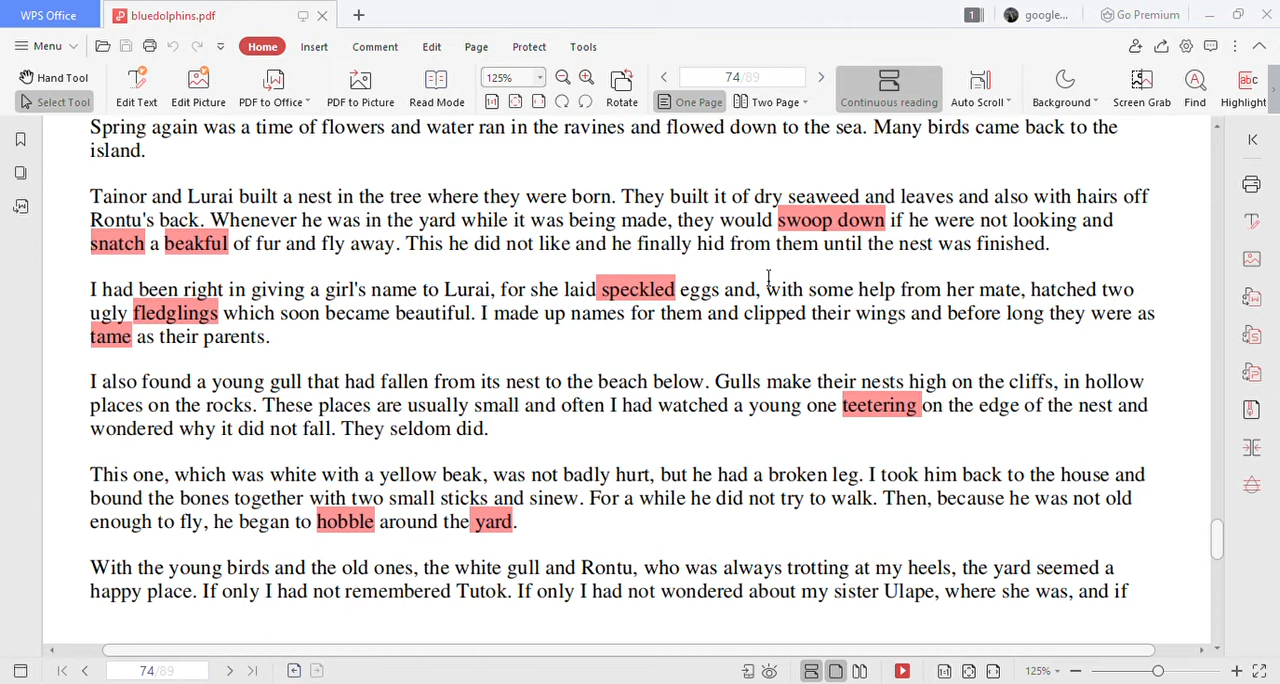 WPS Office
bluedolphins.pdf
1
google...
Go Premium
Menu
Home
Insert
Comment
Edit
Page
Protect
Tools
Hand Tool
Select Tool
Edit Text
Edit Picture
PDF to Office
PDF to Picture
Read Mode
125%
Rotate
74/89
One Page
Two Page
Continuous reading
Auto Scroll
Background
Screen Grab
Find
Highlight
Spring again was a time of flowers and water ran in the ravines and flowed down to the sea. Many birds came back to the
island.
Tainor and Lurai built a nest in the tree where they were born. They built it of dry seaweed and leaves and also with hairs off
Rontu's back. Whenever he was in the yard while it was being made, they would swoop down if he were not looking and
snatch a beakful of fur and fly away. This he did not like and he finally hid from them until the nest was finished.
I had been right in giving a girl's name to Lurai, for she laid speckled eggs and, with some help from her mate, hatched two
ugly fledglings which soon became beautiful. I made up names for them and clipped their wings and before long they were as
tame as their parents.
I also found a young gull that had fallen from its nest to the beach below. Gulls make their nests high on the cliffs, in hollow
places on the rocks. These places are usually small and often I had watched a young one teetering on the edge of the nest and
wondered why it did not fall. They seldom did.
This one, which was white with a yellow beak, was not badly hurt, but he had a broken leg. I took him back to the house and
bound the bones together with two small sticks and sinew. For a while he did not try to walk. Then, because he was not old
enough to fly, he began to hobble around the yard.
With the young birds and the old ones, the white gull and Rontu, who was always trotting at my heels, the yard seemed a
happy place. If only I had not remembered Tutok. If only I had not wondered about my sister Ulape, where she was, and if
74/89
125%